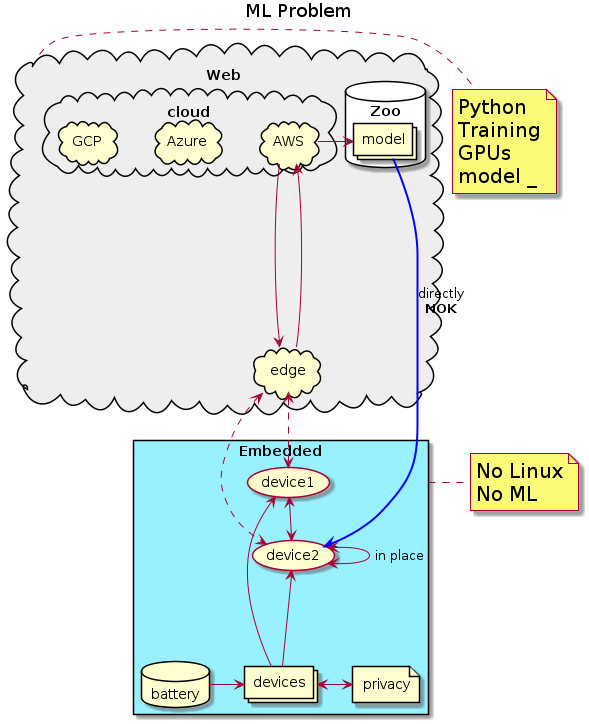 ML Problem
Web
cloud
Zoo
GCP
Azure
AWS
model
Python
Training
GPUs
model _
directly
NOK
edge
Embedded
device1
No Linux
No ML
device2
in place
battery
devices
privacy